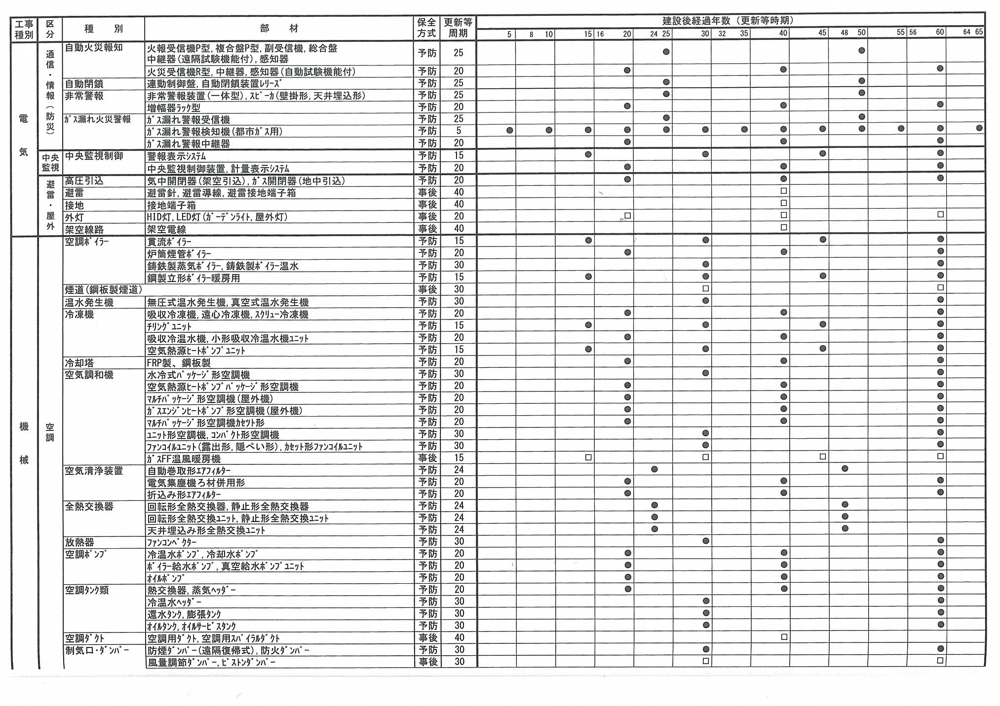 工事種別 区分 種別 部材 保全方式 更新等周期 建設後経過年数（更新等時期）
5 8 10 15 16 20 24 25 30 32 35 40 45 48 50 55 56 60 64 65
電気 通信・情報（防災） 自動火災報知 火報受信機P型, 複合盤P型, 副受信機, 総合盤
中継器(遠隔試験機能付), 感知器 予防 25 ● ●
火災受信機R型, 中継器, 感知器(自動試験機能付) 予防 20 ● ● ●
自動閉鎖 連動制御盤, 自動閉鎖装置ﾚﾘｰｽﾞ 予防 25 ● ●
非常警報 非常警報装置(一体型), ｽﾋﾟｰｶ(壁掛形, 天井埋込形) 予防 25 ● ●
増幅器ﾗｯｸ型 予防 20 ● ● ●
ｶﾞｽ漏れ火災警報 ｶﾞｽ漏れ警報受信機 予防 25 ● ●
ｶﾞｽ漏れ警報検知機(都市ｶﾞｽ用) 予防 5 ● ● ● ● ● ● ● ● ● ● ● ● ●
ｶﾞｽ漏れ警報中継器 予防 20 ● ● ●
中央監視 中央監視制御 警報表示ｼｽﾃﾑ 予防 15 ● ● ● ●
中央監視制御装置, 計量表示ｼｽﾃﾑ 予防 20 ● ● ●
避雷・屋外 高圧引込 気中開閉器(架空引込), ｶﾞｽ開閉器(地中引込) 予防 20 ● ● ●
避雷 避雷針, 避雷導線, 避雷接地端子箱 事後 40 □
接地 接地端子箱 事後 40 □
外灯 HID灯, LED灯(ｶﾞｰﾃﾞﾝﾗｲﾄ, 屋外灯) 事後 20 □ □ □
架空線路 架空電線 事後 40 □
機械 空調 空調ﾎﾞｲﾗｰ 貫流ﾎﾞｲﾗｰ 予防 15 ● ● ● ●
炉筒煙管ﾎﾞｲﾗｰ 予防 20 ● ● ●
鋳鉄製蒸気ﾎﾞｲﾗｰ, 鋳鉄製ﾎﾞｲﾗｰ温水 予防 30 ● ●
鋼製立形ﾎﾞｲﾗｰ暖房用 予防 15 ● ● ● ●
煙道(鋼板製煙道) 事後 30 □ □
温水発生機 無圧式温水発生機, 真空式温水発生機 予防 30 ● ●
冷凍機 吸収冷凍機, 遠心冷凍機, ｽｸﾘｭｰ冷凍機 予防 20 ● ● ●
ﾁﾘﾝｸﾞﾕﾆｯﾄ 予防 15 ● ● ● ●
吸収冷温水機, 小形吸収冷温水機ﾕﾆｯﾄ 予防 20 ● ● ●
空気熱源ﾋｰﾄﾎﾟﾝﾌﾟﾕﾆｯﾄ 予防 15 ● ● ● ●
冷却塔 FRP製、鋼板製 予防 20 ● ● ●
空気調和機 水冷式ﾊﾟｯｹｰｼﾞ形空調機 予防 30 ● ●
空気熱源ﾋｰﾄﾎﾟﾝﾌﾟﾊﾟｯｹｰｼﾞ形空調機 予防 20 ● ● ●
ﾏﾙﾁﾊﾟｯｹｰｼﾞ形空調機(屋外機) 予防 20 ● ● ●
ｶﾞｽｴﾝｼﾞﾝﾋｰﾄﾎﾟﾝﾌﾟ形空調機(屋外機) 予防 20 ● ● ●
ﾏﾙﾁﾊﾟｯｹｰｼﾞ形空調機ｶｾﾂﾄ形 予防 20 ● ● ●
ﾕﾆｯﾄ形空調機, ｺﾝﾊﾟｸﾄ形空調機 予防 30 ● ●
ﾌｧﾝｺｲﾙﾕﾆｯﾄ(露出形, 隠ぺい形), ｶｾｯﾄ形ﾌｧﾝｺｲﾙﾕﾆｯﾄ 予防 30 ● ●
ｶﾞｽFF温風暖房機 事後 15 □ □ □ □
空気清浄装置 自動巻取形ｴｱﾌｨﾙﾀｰ 予防 24 ● ●
電気集塵機ろ材併用形 予防 20 ● ● ●
折込み形ｴｱﾌｨﾙﾀｰ 予防 20 ● ● ●
全熱交換器 回転形全熱交換器, 静止形全熱交換器 予防 24 ● ●
回転形全熱交換ﾕﾆｯﾄ, 静止形全熱交換ﾕﾆｯﾄ 予防 24 ● ●
天井埋込み形全熱交換ﾕﾆｯﾄ 予防 24 ● ●
放熱器 ﾌｧﾝｺﾝﾍﾞｸﾀｰ 予防 30 ● ●
空調ﾎﾟﾝﾌﾟ 冷温水ﾎﾟﾝﾌﾟ, 冷却水ﾎﾟﾝﾌﾟ 予防 20 ● ● ●
ﾎﾞｲﾗｰ給水ﾎﾟﾝﾌﾟ, 真空給水ﾎﾟﾝﾌﾟﾕﾆｯﾄ 予防 20 ● ● ●
ｵｲﾙﾎﾟﾝﾌﾟ 予防 20 ● ● ●
空調ﾀﾝｸ類 熱交換器, 蒸気ﾍｯﾀﾞｰ 予防 20 ● ● ●
冷温水ﾍｯﾀﾞｰ 予防 30 ● ●
還水ﾀﾝｸ, 膨張ﾀﾝｸ 予防 30 ● ●
ｵｲﾙﾀﾝｸ, ｵｲﾙｻｰﾋﾞｽﾀﾝｸ 予防 30 ● ●
空調ﾀﾞｸﾄ 空調用ﾀﾞｸﾄ, 空調用ｽﾊﾟｲﾗﾙﾀﾞｸﾄ 事後 40 □
制気口･ﾀﾞﾝﾊﾟｰ 防煙ﾀﾞﾝﾊﾟｰ(遠隔復帰式), 防火ﾀﾞﾝﾊﾟｰ 予防 30 ● ●
風量調節ﾀﾞﾝﾊﾟｰ, ﾋﾟｽﾄﾝﾀﾞﾝﾊﾟｰ 事後 30 □ □